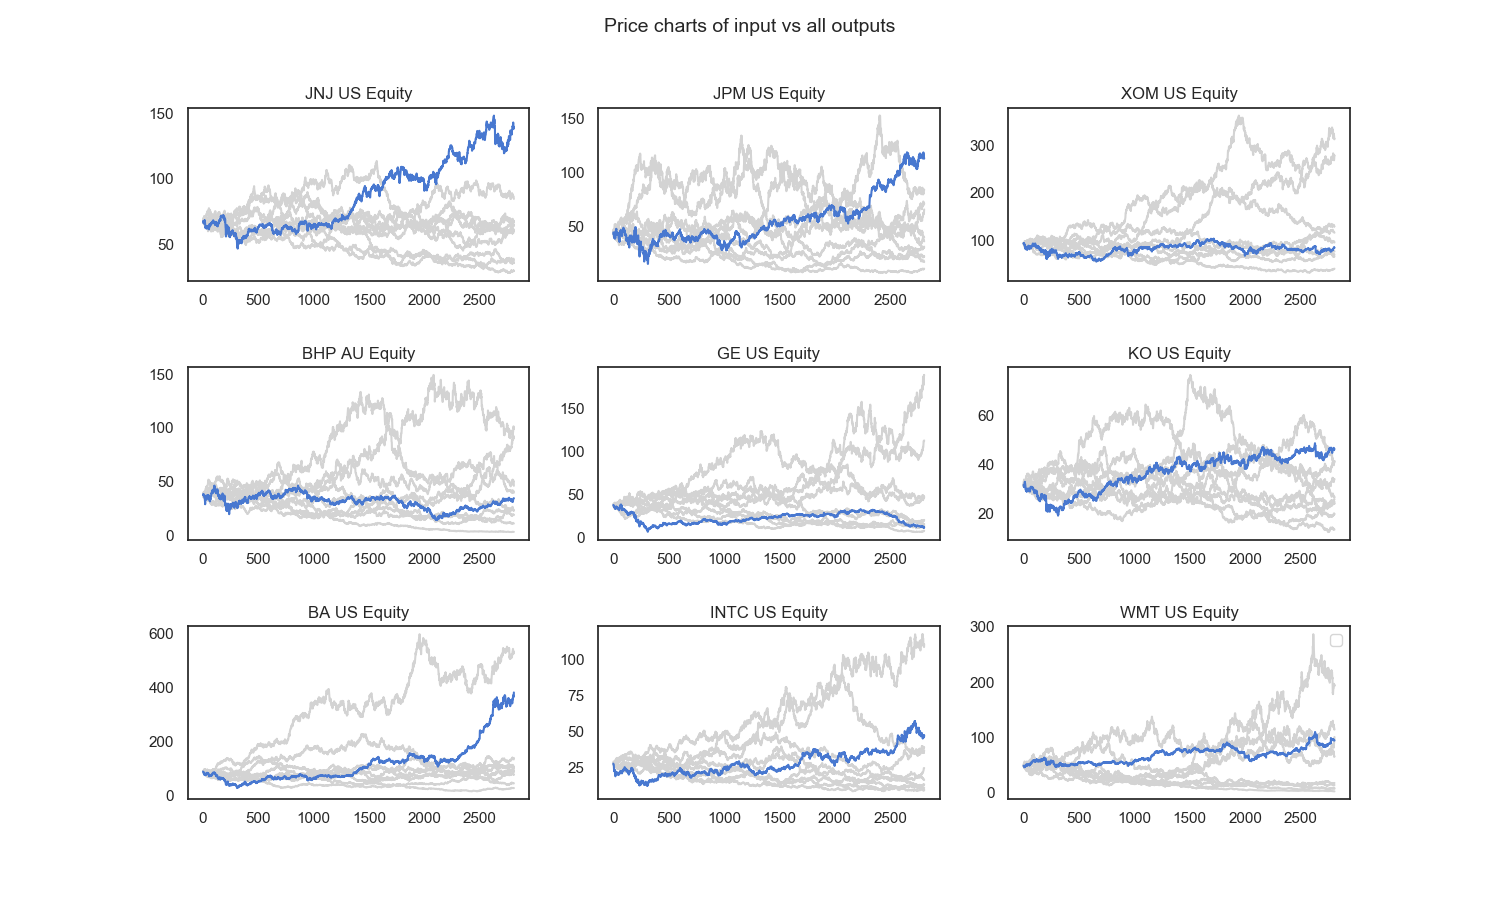 Price charts of input vs all outputs
JNJ US Equity
150
100
50
0 500 1000 1500 2000 2500
JPM US Equity
150
100
50
0 500 1000 1500 2000 2500
XOM US Equity
300
200
100
0 500 1000 1500 2000 2500
BHP AU Equity
150
100
50
0
0 500 1000 1500 2000 2500
GE US Equity
150
100
50
0
0 500 1000 1500 2000 2500
KO US Equity
60
40
20
0 500 1000 1500 2000 2500
BA US Equity
600
400
200
0
0 500 1000 1500 2000 2500
INTC US Equity
100
75
50
25
0 500 1000 1500 2000 2500
WMT US Equity
300
200
100
0
0 500 1000 1500 2000 2500